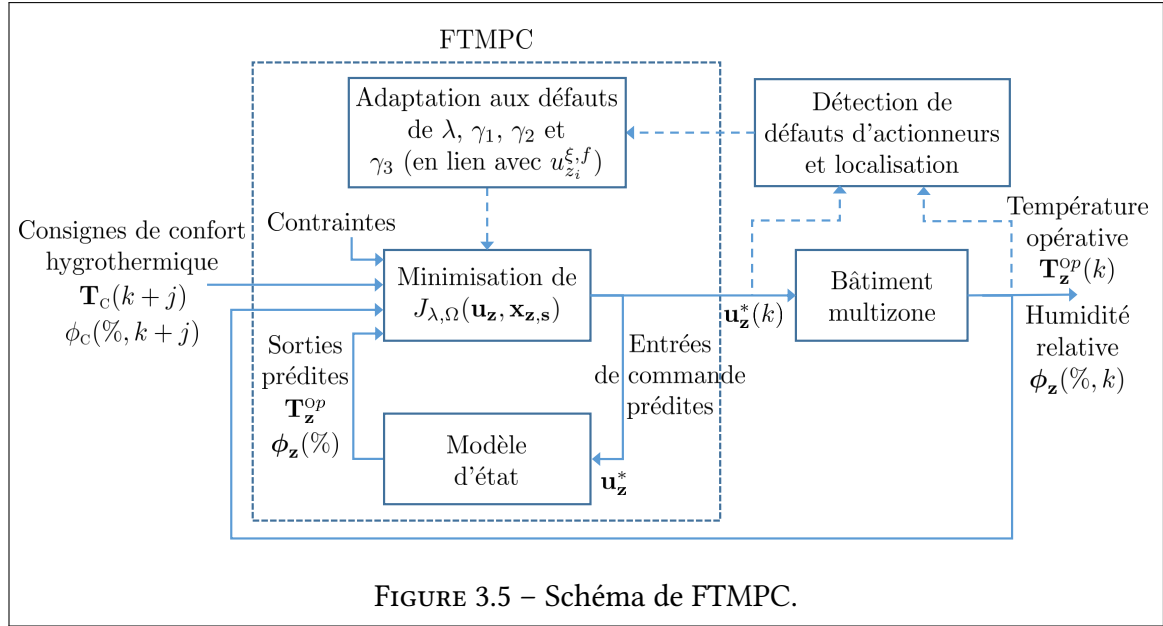 FTMPC
Adaptation aux défauts
de λ, γ₁, γ₂ et
γ₃ (en lien avec u_{z_i}^{ξ,f})
Détection de
défauts d'actionneurs
et localisation
Consignes de confort
hygrothermique
T_C(k + j)
ϕ_C(%, k + j)
Contraintes
Minimisation de
J_{λ,Ω}(u_z, x_{z,s})
u_z^*(k)
Bâtiment
multizone
Température
opérative
T_z^{Op}(k)
Humidité
relative
ϕ_z(%, k)
Sorties
prédites
T_z^{Op}
ϕ_z(%)
Entrées
de commande
prédites
Modèle
d'état
u_z^*
FIGURE 3.5 – Schéma de FTMPC.